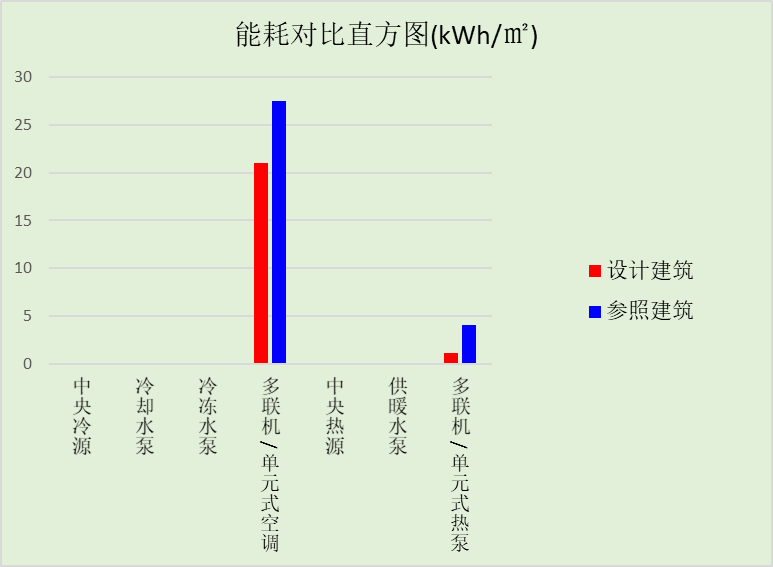 能耗对比直方图(kWh/㎡)
30
25
20
15
10
5
0
中央冷源
冷却水泵
冷冻水泵
多联机/单元式空调
中央热源
供暖水泵
多联机/单元式热泵
设计建筑
参照建筑